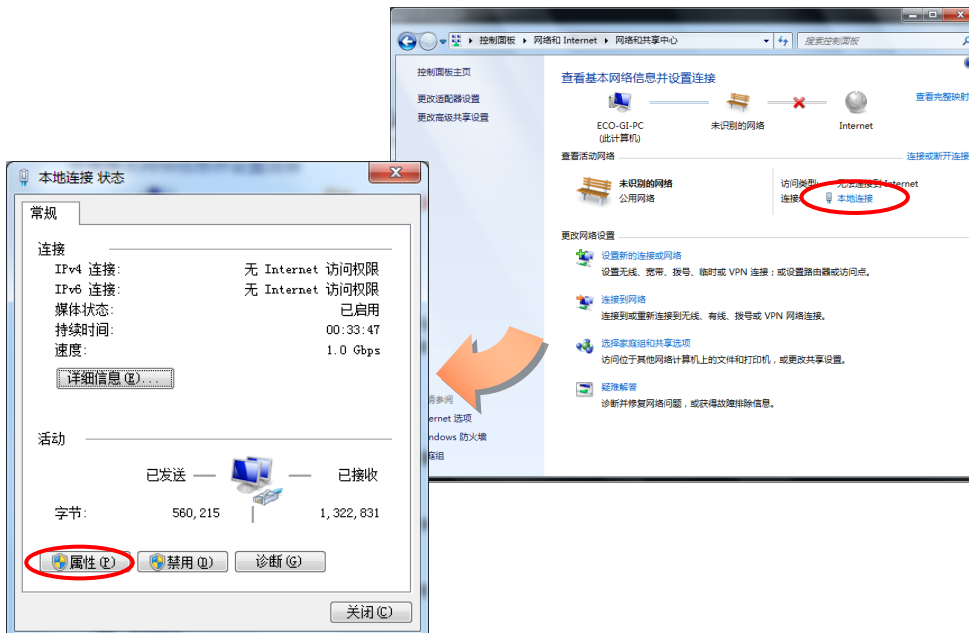 控制面板 ▸ 网络和 Internet ▸ 网络和共享中心
搜索控制面板
控制面板主页
更改适配器设置
更改高级共享设置
查看基本网络信息并设置连接
查看完整映射
ECO-GI-PC
(此计算机)
未识别的网络
Internet
查看活动网络
连接或断开连接
未识别的网络
公用网络
访问类型: 无法连接到 Internet
连接: 本地连接
更改网络设置
设置新的连接或网络
设置无线、宽带、拨号、临时或 VPN 连接；或设置路由器或访问点。
连接到网络
连接到或重新连接到无线、有线、拨号或 VPN 网络连接。
选择家庭组和共享选项
访问位于其他网络计算机上的文件和打印机，或更改共享设置。
疑难解答
诊断并修复网络问题，或获得故障排除信息。
请参阅
ernet 选项
ndows 防火墙
庭组
本地连接 状态
常规
连接
IPv4 连接: 无 Internet 访问权限
IPv6 连接: 无 Internet 访问权限
媒体状态: 已启用
持续时间: 00:33:47
速度: 1.0 Gbps
详细信息(E)...
活动
已发送 — — 已接收
字节: 560,215 1,322,831
属性(P)
禁用(D)
诊断(G)
关闭(C)